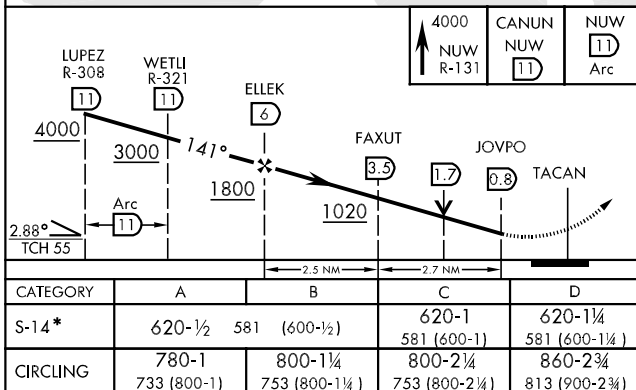 4000
NUW
R-131
CANUN
NUW
11
NUW
11
Arc
LUPEZ
R-308
11
WETLI
R-321
11
ELLEK
6
FAXUT
3.5
1.7
JOVPO
0.8
TACAN
4000
3000
141°
1800
1020
2.88°
TCH 55
Arc
11
2.5 NM
2.7 NM
CATEGORY A B C D
S-14* 620-½ 581 (600-½) 620-1 581 (600-1) 620-1¼ 581 (600-1¼)
CIRCLING 780-1 733 (800-1) 800-1¼ 753 (800-1¼) 800-2¼ 753 (800-2¼) 860-2¾ 813 (900-2¾)